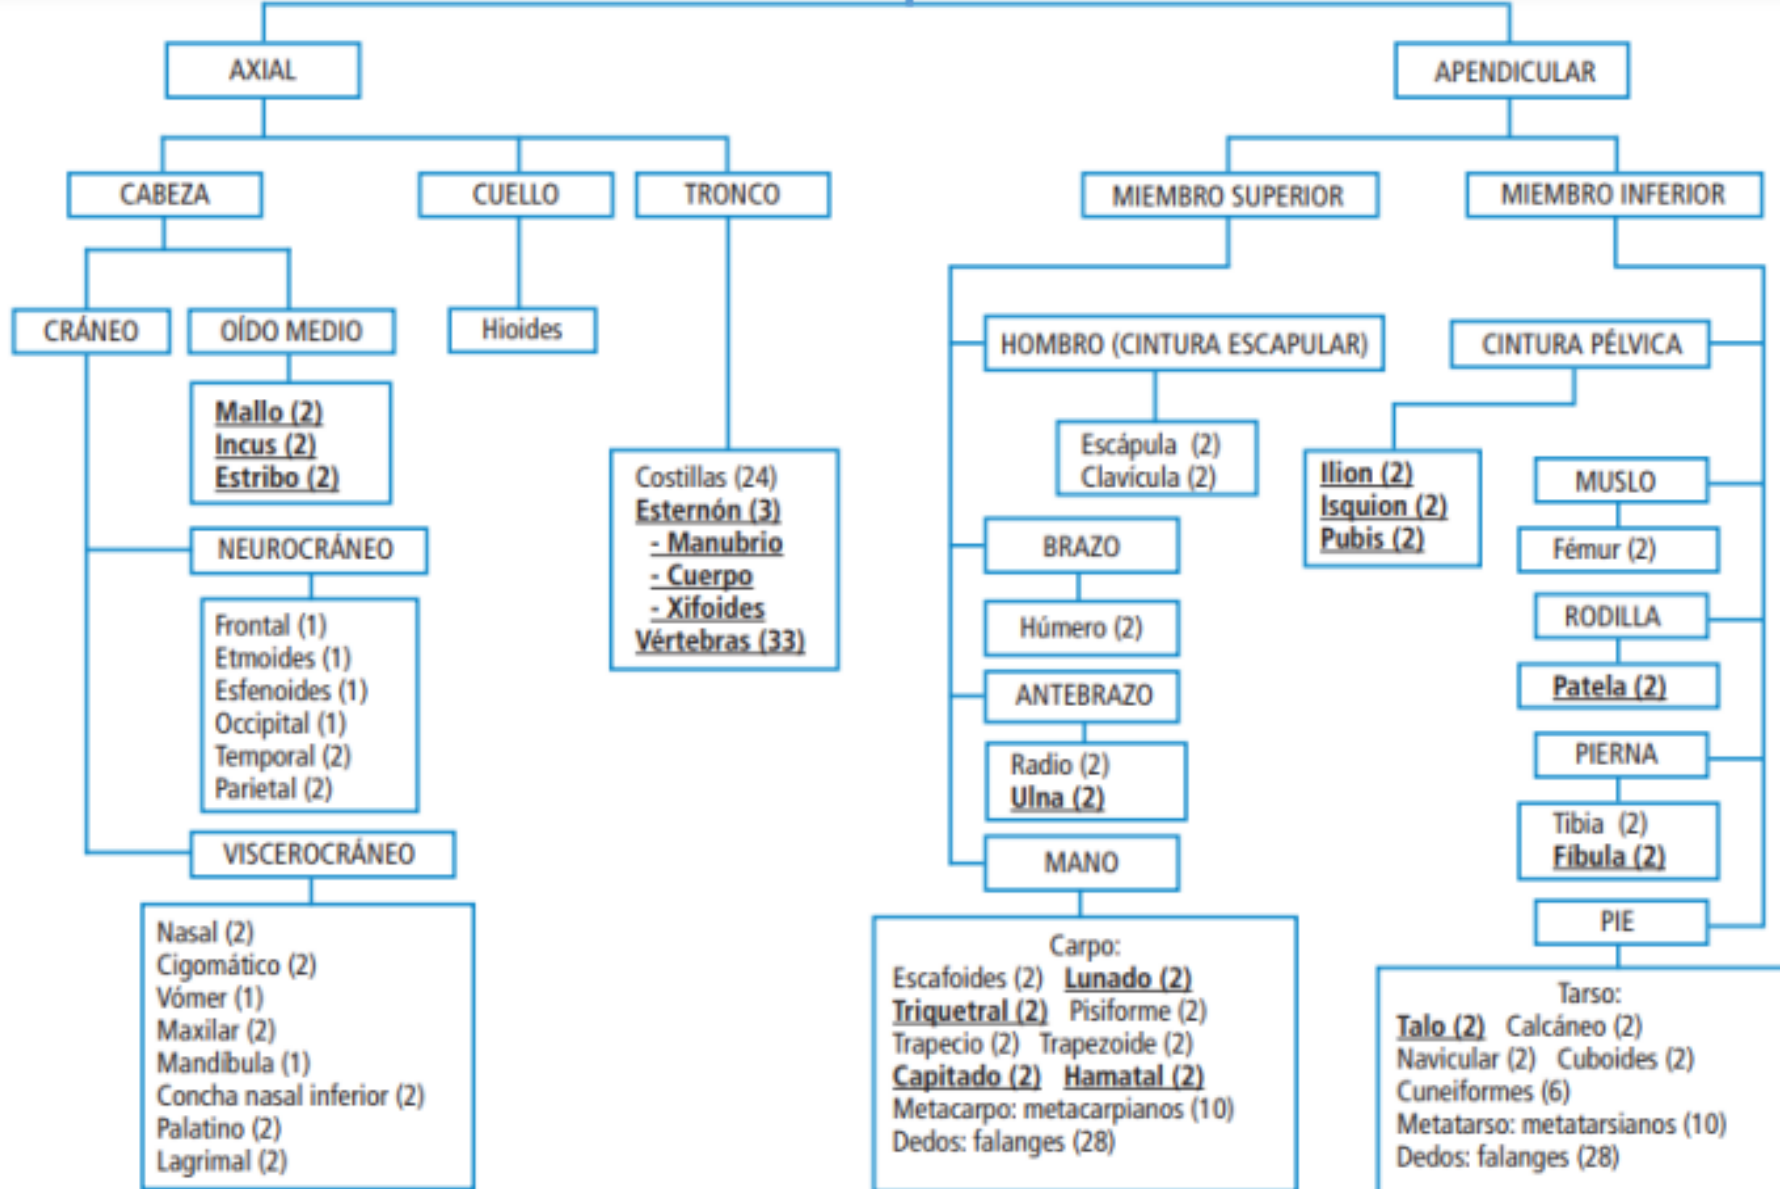 AXIAL
APENDICULAR
CABEZA
CUELLO
TRONCO
MIEMBRO SUPERIOR
MIEMBRO INFERIOR
CRÁNEO
OÍDO MEDIO
Mallo (2)
Incus (2)
Estribo (2)
NEUROCRÁNEO
Frontal (1)
Etmoides (1)
Esfenoides (1)
Occipital (1)
Temporal (2)
Parietal (2)
VISCEROCRÁNEO
Nasal (2)
Cigomático (2)
Vómer (1)
Maxilar (2)
Mandíbula (1)
Concha nasal inferior (2)
Palatino (2)
Lagrimal (2)
Hioides
Costillas (24)
Esternón (3)
- Manubrio
- Cuerpo
- Xifoides
Vértebras (33)
HOMBRO (CINTURA ESCAPULAR)
Escápula (2)
Clavícula (2)
BRAZO
Húmero (2)
ANTEBRAZO
Radio (2)
Ulna (2)
MANO
Carpo:
Escafoides (2) Lunado (2)
Triquetral (2) Pisiforme (2)
Trapecio (2) Trapezoide (2)
Capitado (2) Hamatal (2)
Metacarpo: metacarpianos (10)
Dedos: falanges (28)
CINTURA PÉLVICA
Ilion (2)
Isquion (2)
Pubis (2)
MUSLO
Fémur (2)
RODILLA
Patela (2)
PIERNA
Tibia (2)
Fíbula (2)
PIE
Tarso:
Talo (2) Calcáneo (2)
Navicular (2) Cuboides (2)
Cuneiformes (6)
Metatarso: metatarsianos (10)
Dedos: falanges (28)